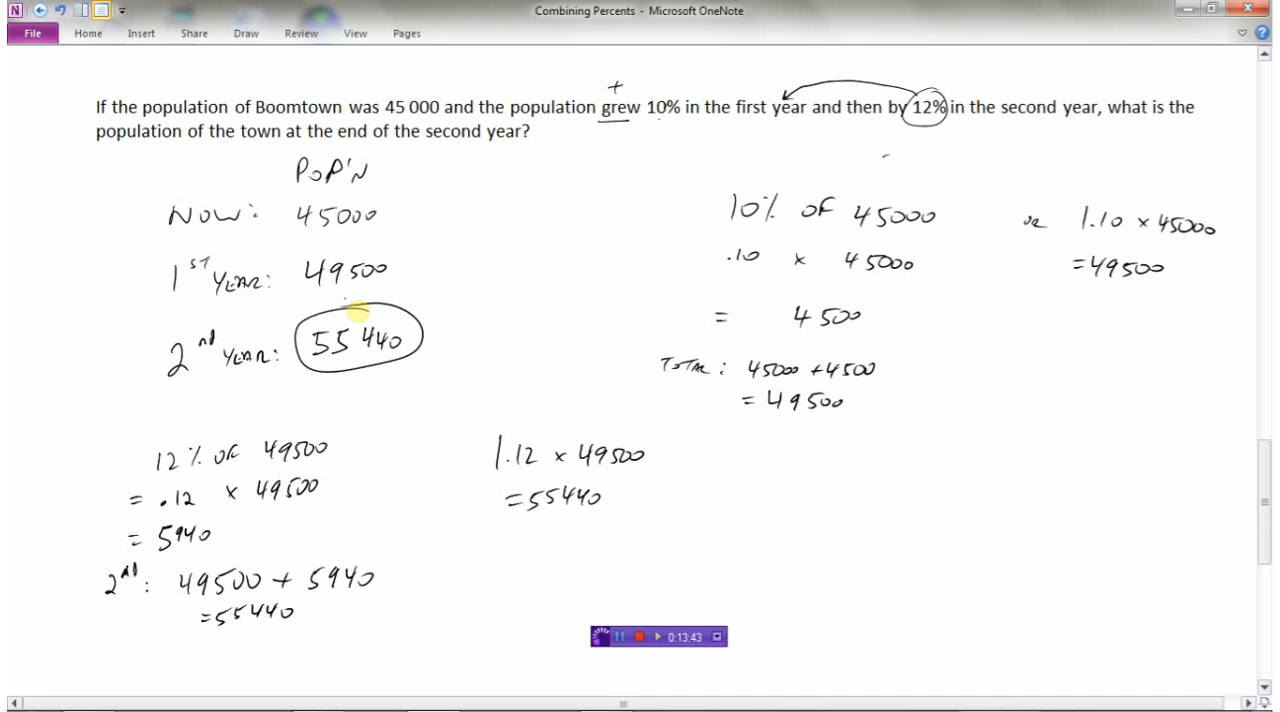 Combining Percents - Microsoft OneNote
File Home Insert Share Draw Review View Pages
+
If the population of Boomtown was 45 000 and the population grew 10% in the first year and then by 12% in the second year, what is the
population of the town at the end of the second year?
POP'N
NOW: 45000
1ST YEAR: 49500
2nd YEAR: 55440
10% OF 45000 or 1.10 × 45000
.10 × 45000 = 49500
= 4500
TOTAL: 45000 + 4500
= 49500
12% OF 49500
= .12 × 49500
= 5940
2nd: 49500 + 5940
= 55440
1.12 × 49500
= 55440
0:13:43